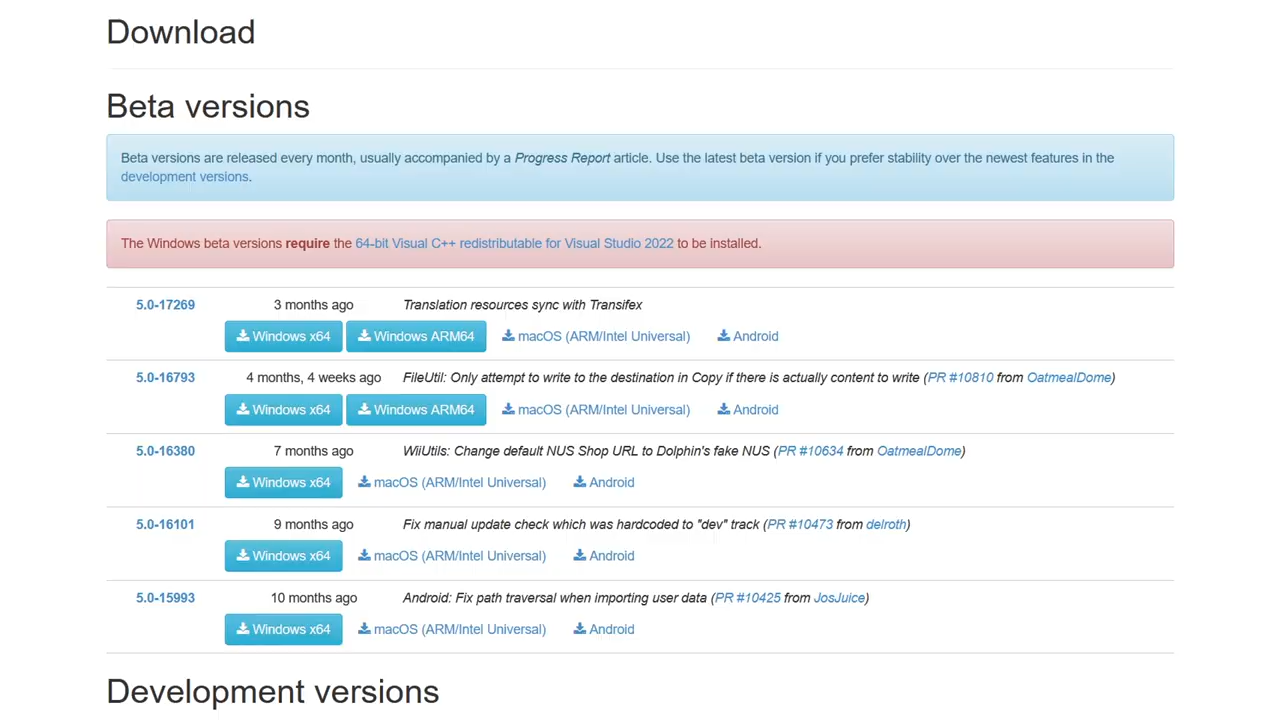 Download
Beta versions
Beta versions are released every month, usually accompanied by a Progress Report article. Use the latest beta version if you prefer stability over the newest features in the
development versions.
The Windows beta versions require the 64-bit Visual C++ redistributable for Visual Studio 2022 to be installed.
5.0-17269 3 months ago Translation resources sync with Transifex
Windows x64 Windows ARM64 macOS (ARM/Intel Universal) Android
5.0-16793 4 months, 4 weeks ago FileUtil: Only attempt to write to the destination in Copy if there is actually content to write (PR #10810 from OatmealDome)
Windows x64 Windows ARM64 macOS (ARM/Intel Universal) Android
5.0-16380 7 months ago WiiUtils: Change default NUS Shop URL to Dolphin's fake NUS (PR #10634 from OatmealDome)
Windows x64 macOS (ARM/Intel Universal) Android
5.0-16101 9 months ago Fix manual update check which was hardcoded to "dev" track (PR #10473 from delroth)
Windows x64 macOS (ARM/Intel Universal) Android
5.0-15993 10 months ago Android: Fix path traversal when importing user data (PR #10425 from JosJuice)
Windows x64 macOS (ARM/Intel Universal) Android
Development versions